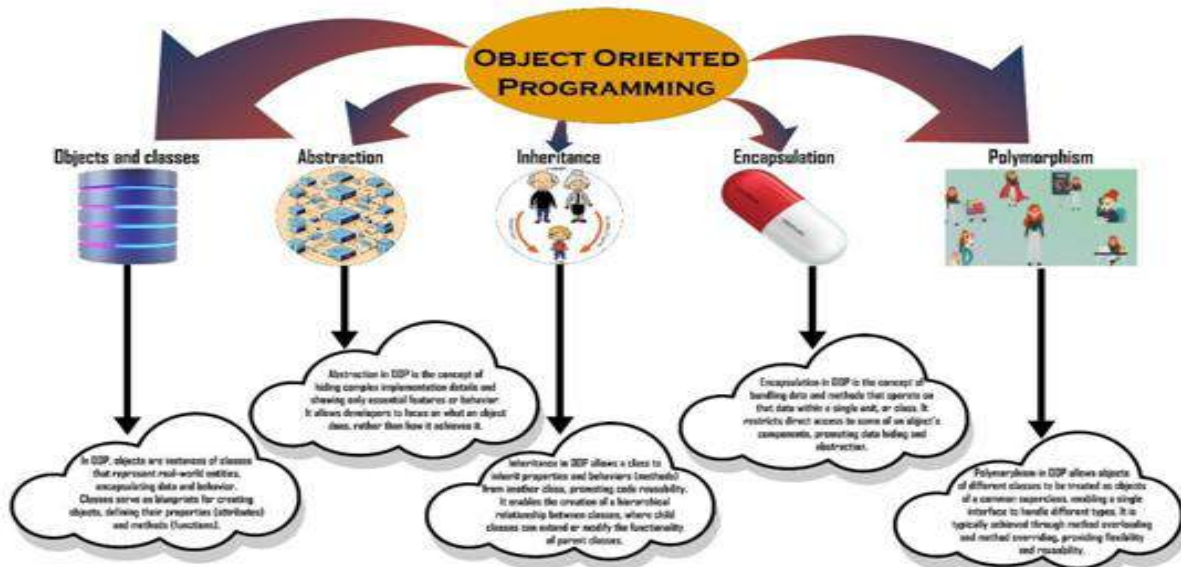 OBJECT ORIENTED
PROGRAMMING
Objects and classes
Abstraction
Inheritance
Encapsulation
Polymorphism
In OOP, objects are instances of classes
that represent real-world entities,
encapsulating data and behavior.
Classes serve as blueprints for creating
objects, defining their properties (attributes)
and methods (functions).
Abstraction in OOP is the concept of
hiding complex implementation details and
showing only essential features or behavior.
It allows developers to focus on what an object
does, rather than how it achieves it.
Inheritance in OOP allows a class to
inherit properties and behaviors (methods)
from another class, promoting code reusability.
It enables the creation of a hierarchical
relationship between classes, where child
classes can extend or modify the functionality
of parent classes.
Encapsulation in OOP is the concept of
bundling data and methods that operate on
that data within a single unit, or class. It
restricts direct access to some of an object's
components, promoting data hiding and
abstraction.
Polymorphism in OOP allows objects
of different classes to be treated as objects
of a common superclass, enabling a single
interface to handle different types. It is
typically achieved through method overloading
and method overriding, providing flexibility
and reusability.